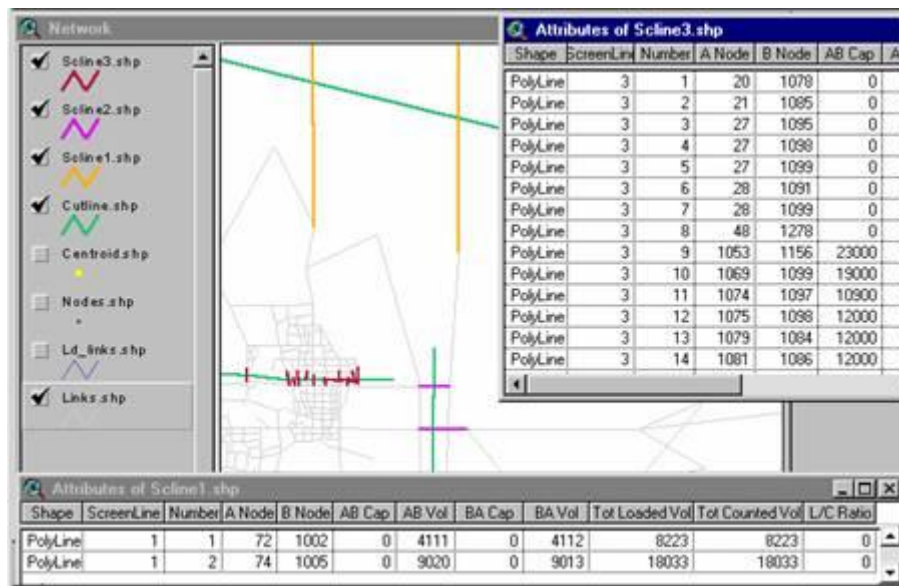 Network
Scline3.shp
Scline2.shp
Scline1.shp
Cutline.shp
Centroid.shp
Nodes.shp
Ld_links.shp
Links.shp
Attributes of Scline3.shp
Shape ScreenLine Number A Node B Node AB Cap
PolyLine 3 1 20 1078 0
PolyLine 3 2 21 1085 0
PolyLine 3 3 27 1095 0
PolyLine 3 4 27 1098 0
PolyLine 3 5 27 1099 0
PolyLine 3 6 28 1091 0
PolyLine 3 7 28 1099 0
PolyLine 3 8 48 1278 0
PolyLine 3 9 1053 1156 23000
PolyLine 3 10 1069 1099 19000
PolyLine 3 11 1074 1097 10900
PolyLine 3 12 1075 1098 12000
PolyLine 3 13 1079 1084 12000
PolyLine 3 14 1081 1086 12000
Attributes of Scline1.shp
Shape ScreenLine Number A Node B Node AB Cap AB Vol BA Cap BA Vol Tot Loaded Vol Tot Counted Vol L/C Ratio
PolyLine 1 1 72 1002 0 4111 0 4112 8223 8223 0
PolyLine 1 2 74 1005 0 9020 0 9013 18033 18033 0